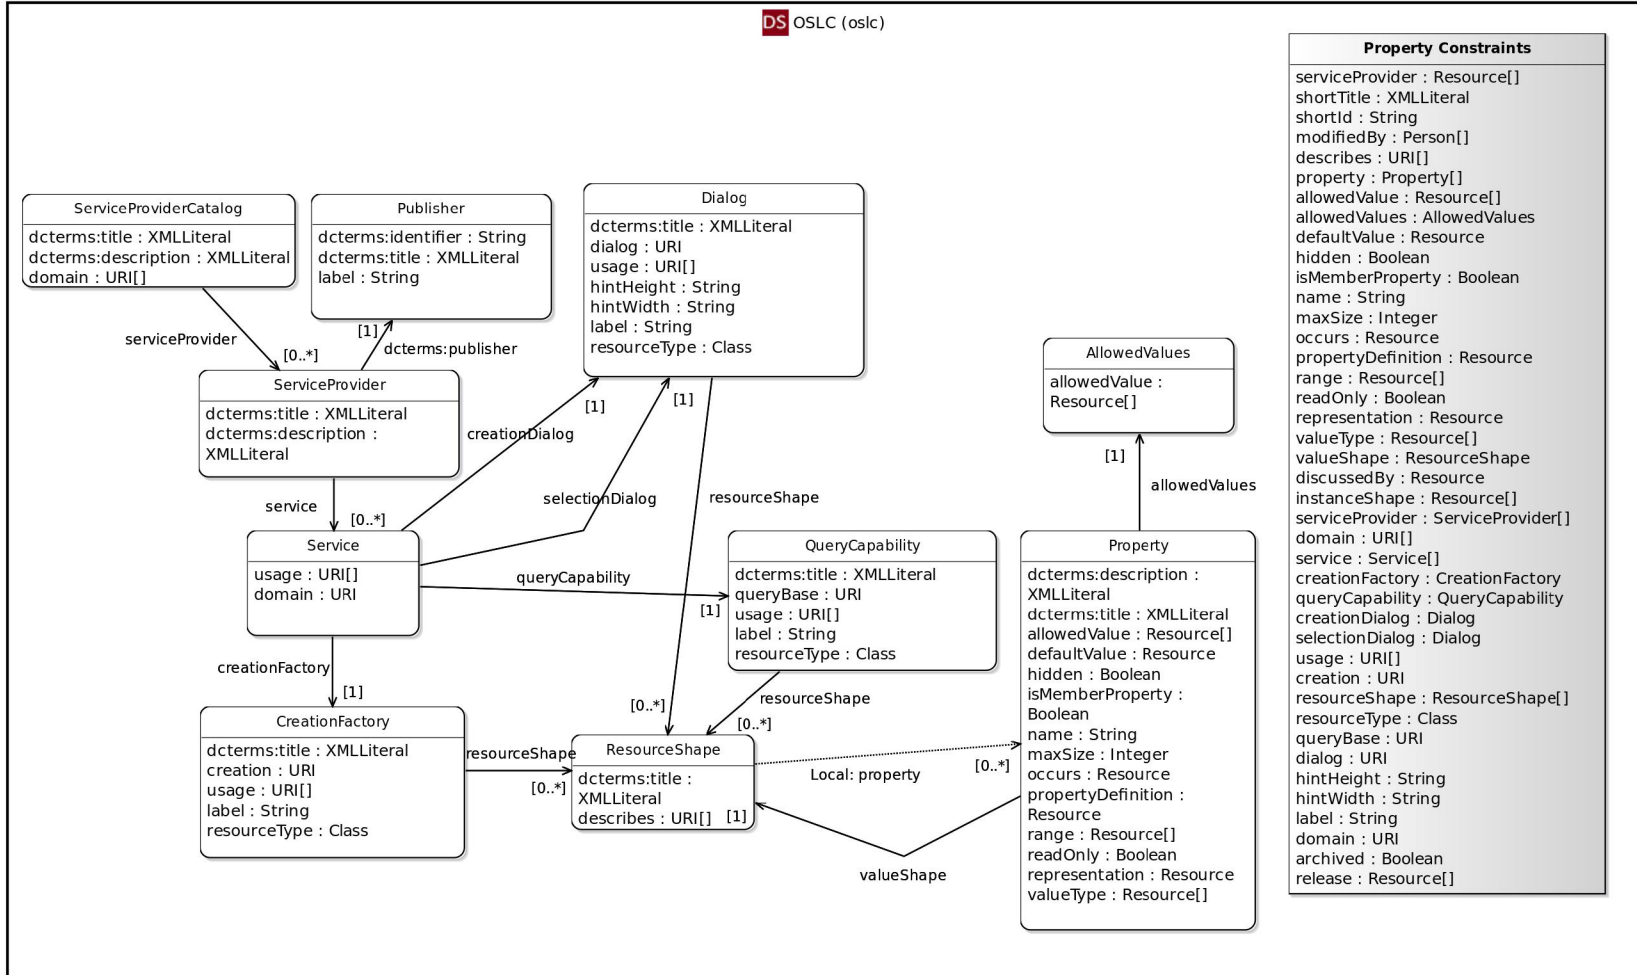 DS OSLC (oslc)
ServiceProviderCatalog
dcterms:title : XMLLiteral
dcterms:description : XMLLiteral
domain : URI[]
Publisher
dcterms:identifier : String
dcterms:title : XMLLiteral
label : String
Dialog
dcterms:title : XMLLiteral
dialog : URI
usage : URI[]
hintHeight : String
hintWidth : String
label : String
resourceType : Class
serviceProvider
[0..*]
[1]
dcterms:publisher
ServiceProvider
dcterms:title : XMLLiteral
dcterms:description :
XMLLiteral
[1]
[1]
creationDialog
selectionDialog
resourceShape
service
[0..*]
AllowedValues
allowedValue :
Resource[]
[1]
allowedValues
Service
usage : URI[]
domain : URI
queryCapability
[1]
QueryCapability
dcterms:title : XMLLiteral
queryBase : URI
usage : URI[]
label : String
resourceType : Class
Property
dcterms:description :
XMLLiteral
dcterms:title : XMLLiteral
allowedValue : Resource[]
defaultValue : Resource
hidden : Boolean
isMemberProperty :
Boolean
name : String
maxSize : Integer
occurs : Resource
propertyDefinition :
Resource
range : Resource[]
readOnly : Boolean
representation : Resource
valueType : Resource[]
creationFactory
[1]
[0..*]
resourceShape
[0..*]
CreationFactory
dcterms:title : XMLLiteral
creation : URI
usage : URI[]
label : String
resourceType : Class
resourceShape
[0..*]
ResourceShape
dcterms:title :
XMLLiteral
describes : URI[]
[1]
Local: property
[0..*]
valueShape
Property Constraints
serviceProvider : Resource[]
shortTitle : XMLLiteral
shortId : String
modifiedBy : Person[]
describes : URI[]
property : Property[]
allowedValue : Resource[]
allowedValues : AllowedValues
defaultValue : Resource
hidden : Boolean
isMemberProperty : Boolean
name : String
maxSize : Integer
occurs : Resource
propertyDefinition : Resource
range : Resource[]
readOnly : Boolean
representation : Resource
valueType : Resource[]
valueShape : ResourceShape
discussedBy : Resource
instanceShape : Resource[]
serviceProvider : ServiceProvider[]
domain : URI[]
service : Service[]
creationFactory : CreationFactory
queryCapability : QueryCapability
creationDialog : Dialog
selectionDialog : Dialog
usage : URI[]
creation : URI
resourceShape : ResourceShape[]
resourceType : Class
queryBase : URI
dialog : URI
hintHeight : String
hintWidth : String
label : String
domain : URI
archived : Boolean
release : Resource[]